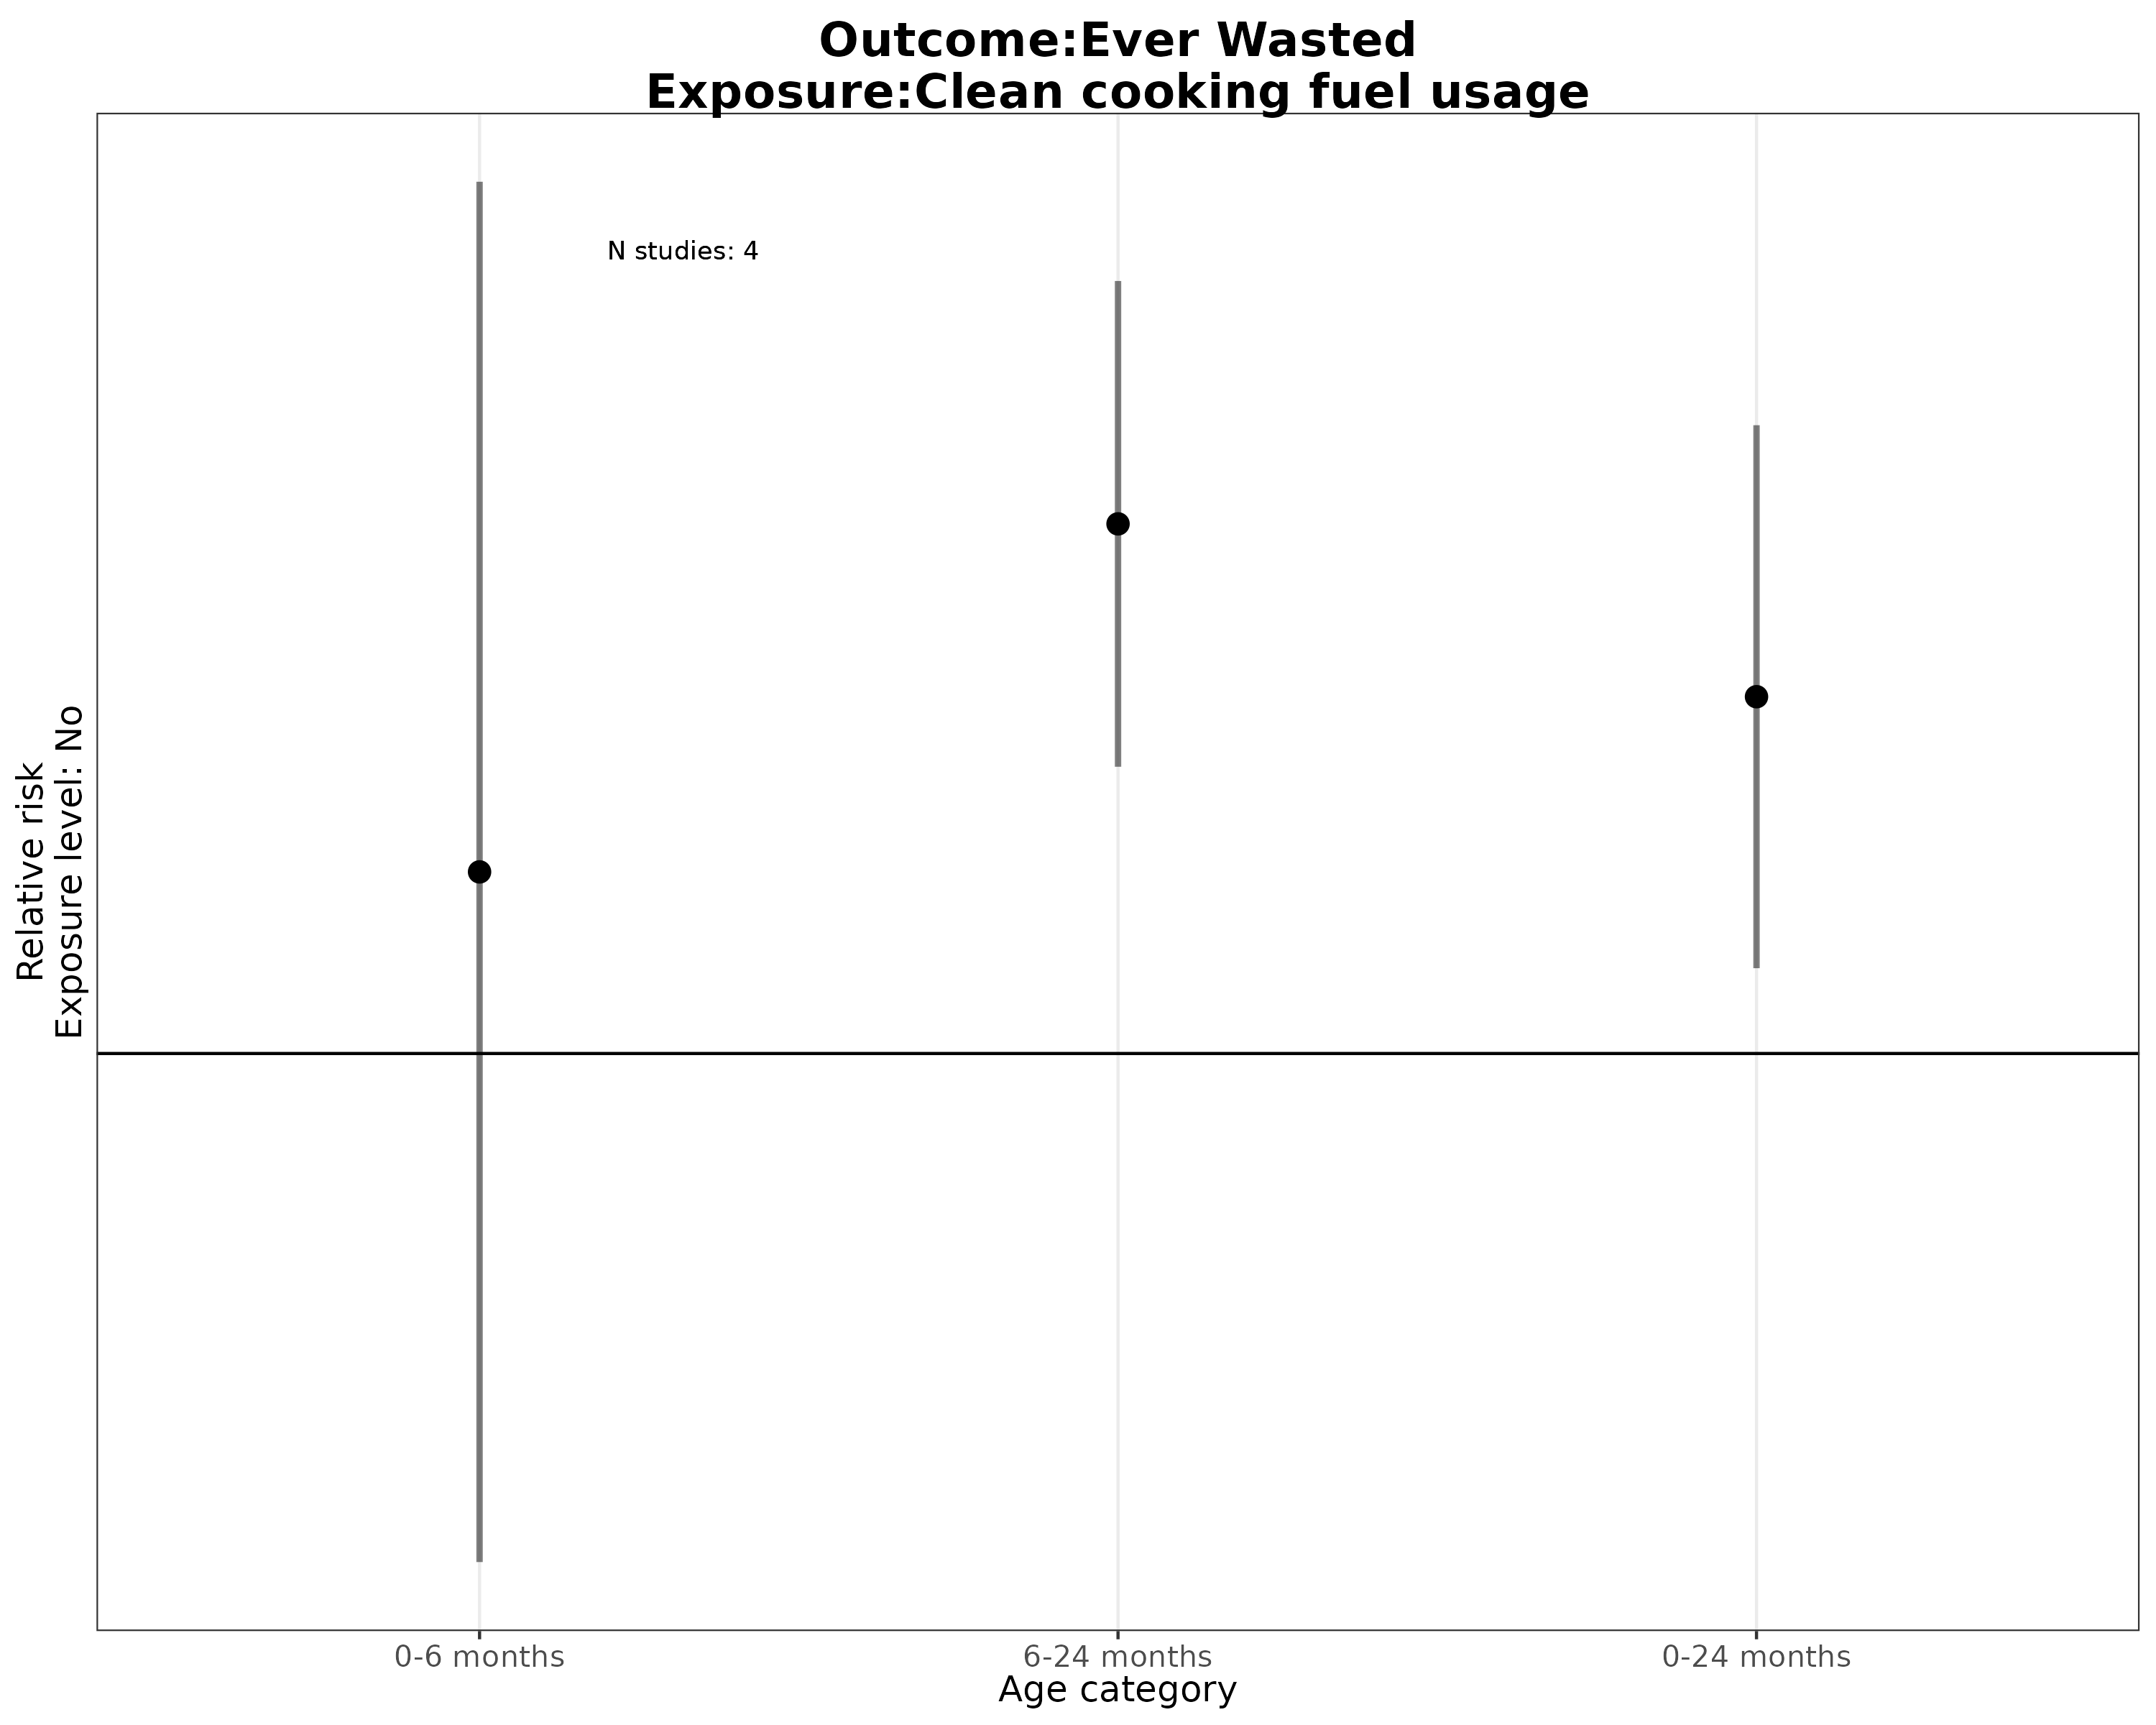 Outcome:Ever Wasted
Exposure:Clean cooking fuel usage
N studies: 4
Relative risk
Exposure level: No
0-6 months
6-24 months
0-24 months
Age category